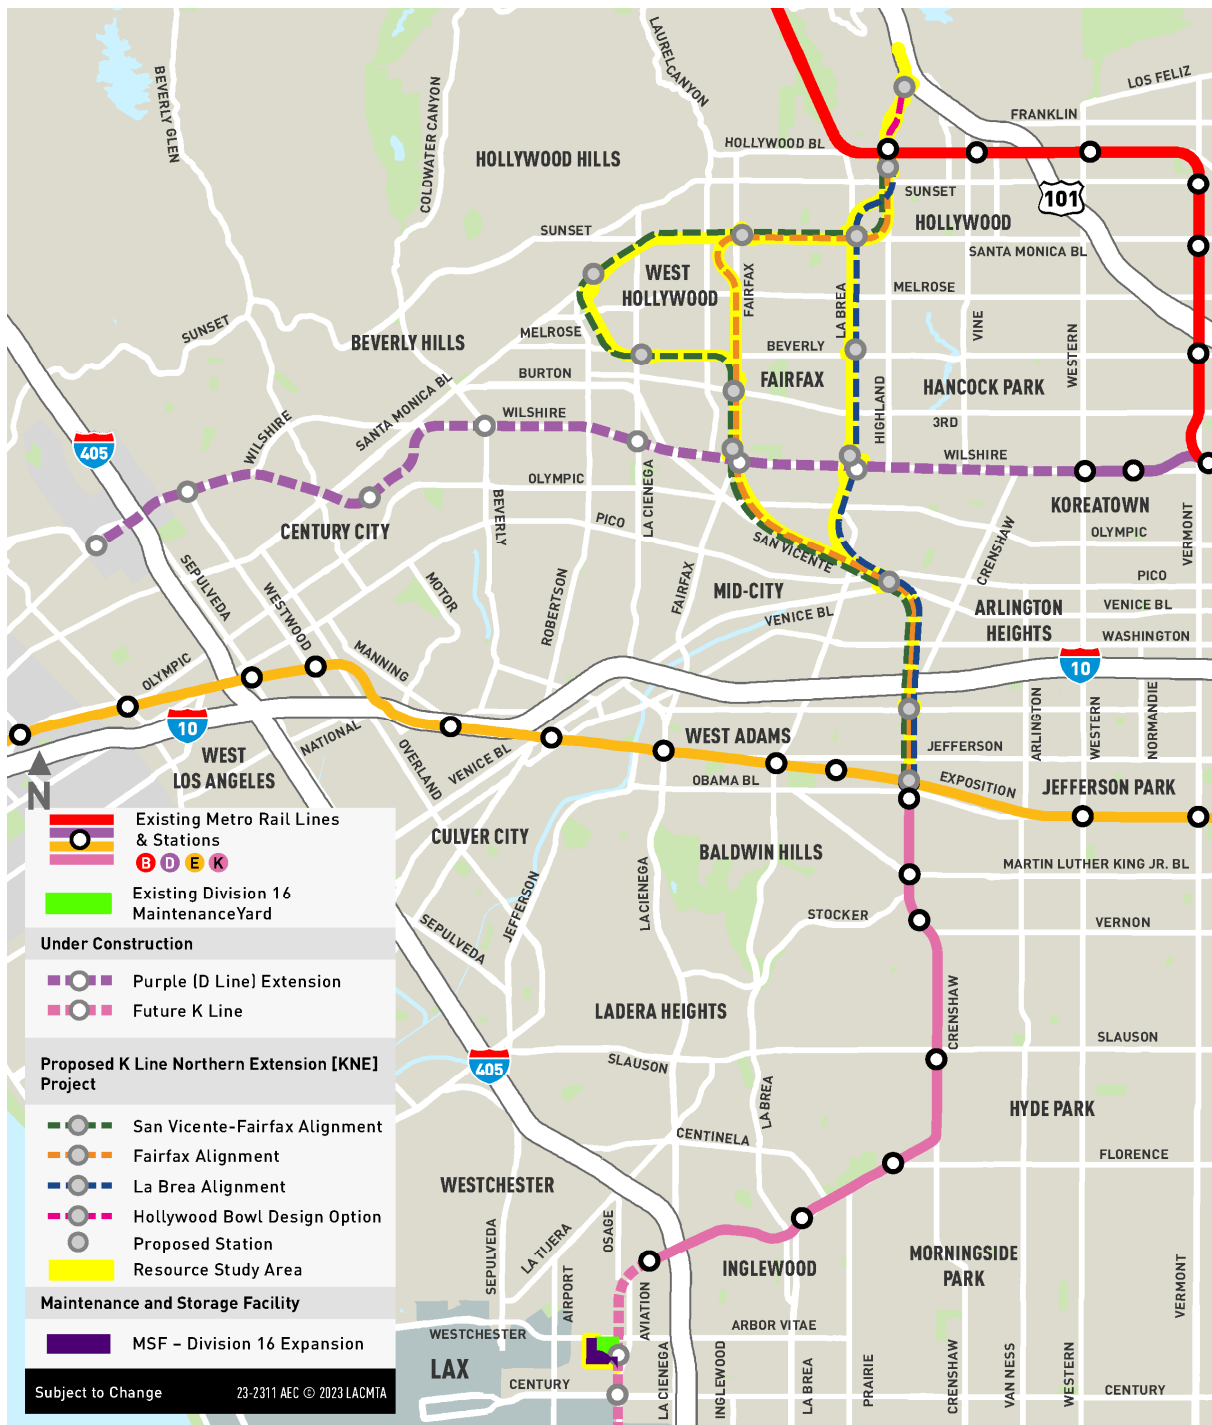 BEVERLY GLEN
COLDWATER CANYON
LAUREL CANYON
LOS FELIZ
FRANKLIN
HOLLYWOOD BL
HOLLYWOOD HILLS
SUNSET
101
HOLLYWOOD
SUNSET
SANTA MONICA BL
WEST
HOLLYWOOD
FAIRFAX
LA BREA
MELROSE
VINE
WESTERN
SUNSET
BEVERLY HILLS
MELROSE
BEVERLY
BURTON
FAIRFAX
HANCOCK PARK
SANTA MONICA BL
HIGHLAND
WILSHIRE
WILSHIRE
3RD
405
WILSHIRE
OLYMPIC
LA CIENEGA
KOREATOWN
CENTURY CITY
BEVERLY
PICO
SAN VICENTE
CRENSHAW
OLYMPIC
VERMONT
SEPULVEDA
WESTWOOD
MOTOR
ROBERTSON
FAIRFAX
MID-CITY
PICO
ARLINGTON
HEIGHTS
VENICE BL
VENICE BL
WASHINGTON
MANNING
OLYMPIC
10
10
ARLINGTON
WESTERN
NORMANDIE
NATIONAL
WEST
LOS ANGELES
OVERLAND
VENICE BL
WEST ADAMS
JEFFERSON
OBAMA BL
EXPOSITION
JEFFERSON PARK
N
CULVER CITY
BALDWIN HILLS
MARTIN LUTHER KING JR. BL
JEFFERSON
LA CIENEGA
STOCKER
VERNON
SEPULVEDA
LADERA HEIGHTS
CRENSHAW
SLAUSON
SLAUSON
405
LA BREA
HYDE PARK
CENTINELA
FLORENCE
WESTCHESTER
SEPULVEDA
LA TIJERA
OSAGE
AIRPORT
AVIATION
INGLEWOOD
MORNINGSIDE
PARK
VERMONT
WESTCHESTER
ARBOR VITAE
LAX
CENTURY
LA CIENEGA
INGLEWOOD
LA BREA
PRAIRIE
CRENSHAW
VAN NESS
WESTERN
CENTURY
Existing Metro Rail Lines
& Stations
B D E K
Existing Division 16
MaintenanceYard
Under Construction
Purple (D Line) Extension
Future K Line
Proposed K Line Northern Extension [KNE]
Project
San Vicente-Fairfax Alignment
Fairfax Alignment
La Brea Alignment
Hollywood Bowl Design Option
Proposed Station
Resource Study Area
Maintenance and Storage Facility
MSF – Division 16 Expansion
Subject to Change
23-2311 AEC © 2023 LACMTA